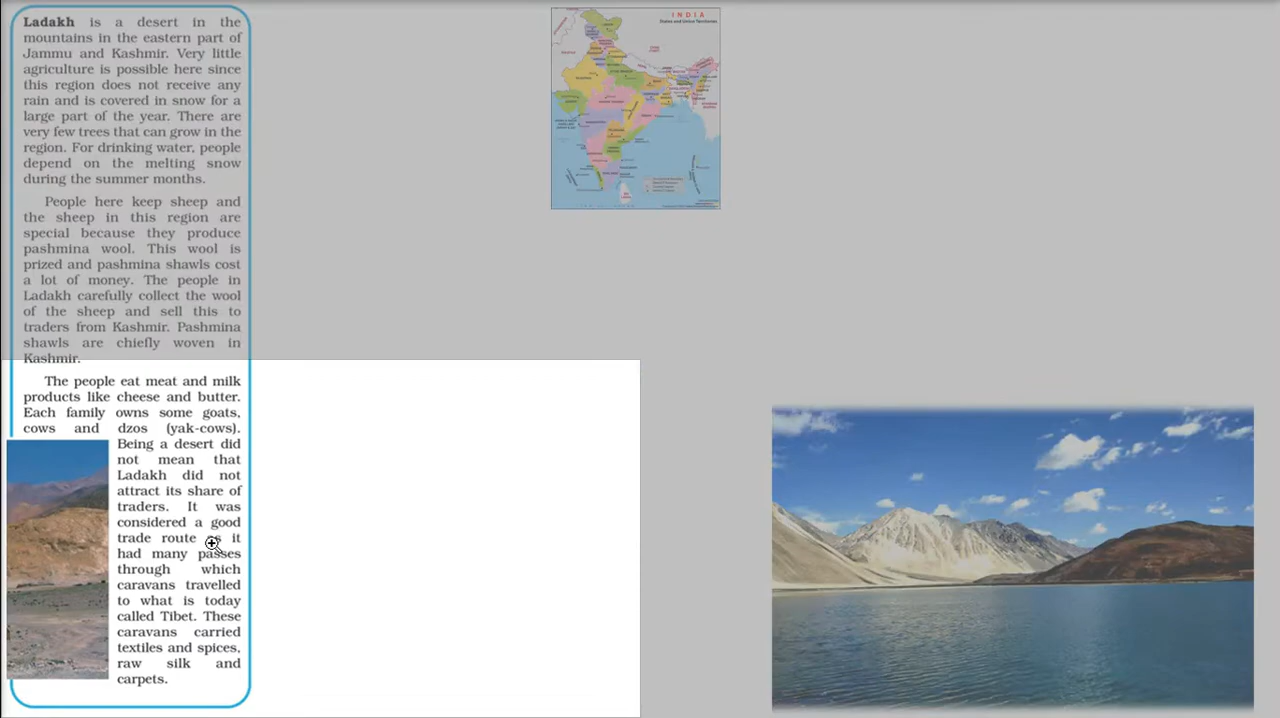 Ladakh is a desert in the
mountains in the eastern part of
Jammu and Kashmir. Very little
agriculture is possible here since
this region does not receive any
rain and is covered in snow for a
large part of the year. There are
very few trees that can grow in the
region. For drinking water, people
depend on the melting snow
during the summer months.
People here keep sheep and
the sheep in this region are
special because they produce
pashmina wool. This wool is
prized and pashmina shawls cost
a lot of money. The people in
Ladakh carefully collect the wool
of the sheep and sell this to
traders from Kashmir. Pashmina
shawls are chiefly woven in
Kashmir.
The people eat meat and milk
products like cheese and butter.
Each family owns some goats,
cows and dzos (yak-cows).
Being a desert did
not mean that
Ladakh did not
attract its share of
traders. It was
considered a good
trade route as it
had many passes
through which
caravans travelled
to what is today
called Tibet. These
caravans carried
textiles and spices,
raw silk and
carpets.
INDIA
States and Union Territories